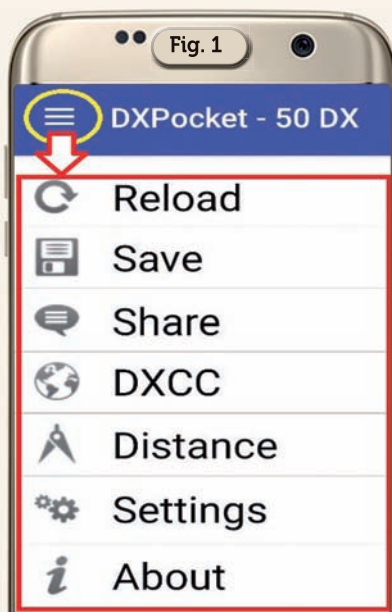 Fig. 1
DXPocket - 50 DX
Reload
Save
Share
DXCC
Distance
Settings
About